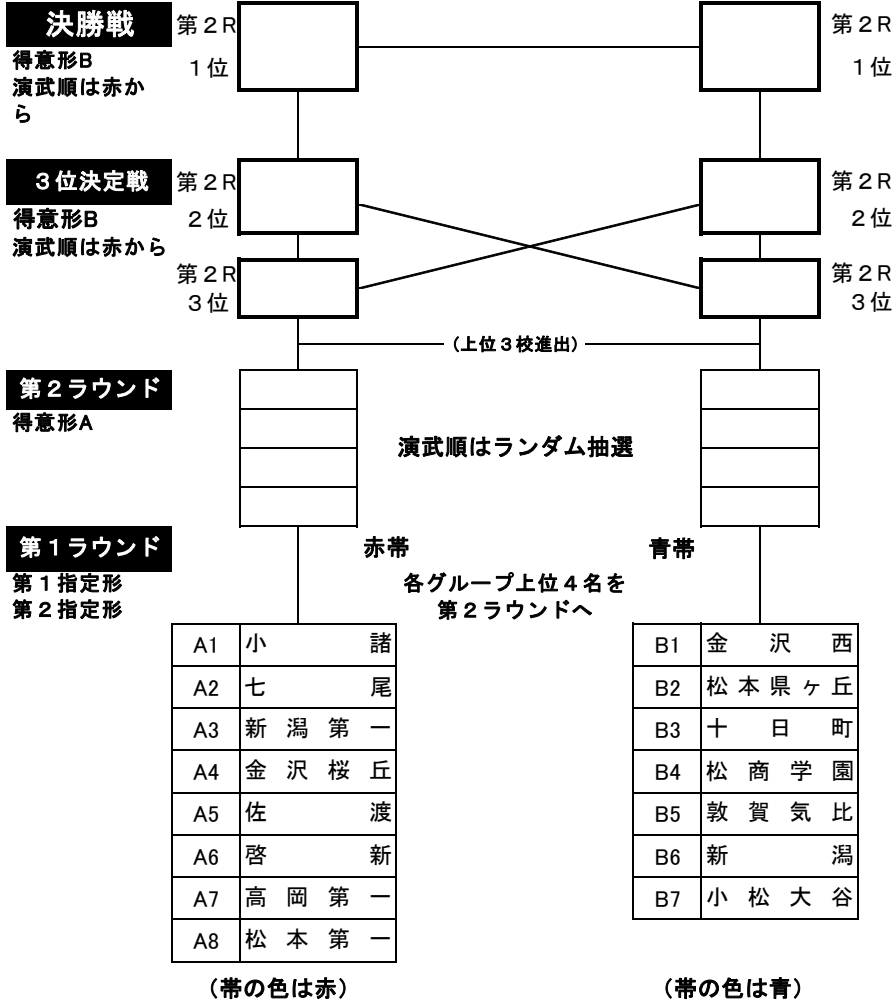 決勝戦
第２R
１位
第２R
１位
得意形B
演武順は赤か
ら
３位決定戦
第２R
２位
第２R
２位
得意形B
演武順は赤から
第２R
３位
第２R
３位
（上位３校進出）
第２ラウンド
得意形A
演武順はランダム抽選
第１ラウンド
赤帯
青帯
第１指定形
第２指定形
各グループ上位４名を
第２ラウンドへ
A1 小諸
A2 七尾
A3 新潟第一
A4 金沢桜丘
A5 佐渡
A6 啓新
A7 高岡第一
A8 松本第一
（帯の色は赤）
B1 金沢西
B2 松本県ヶ丘
B3 十日町
B4 松商学園
B5 敦賀気比
B6 新潟
B7 小松大谷
（帯の色は青）